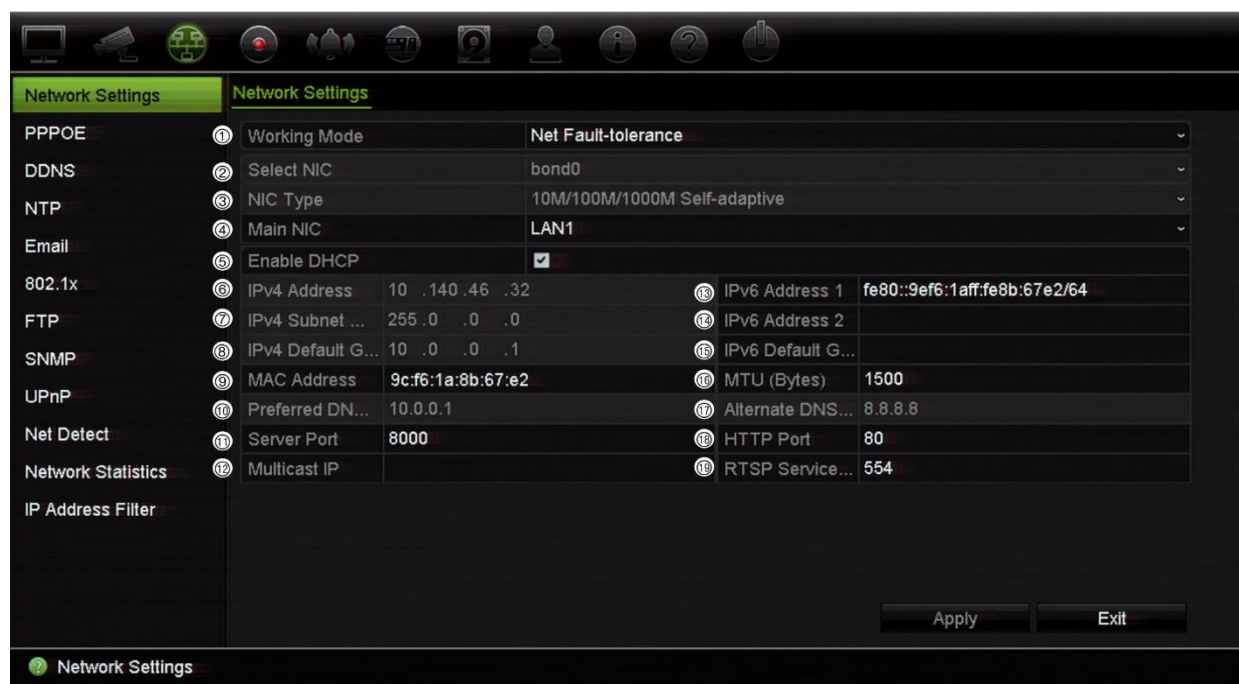 Network Settings
Network Settings
PPPOE
DDNS
NTP
Email
802.1x
FTP
SNMP
UPnP
Net Detect
Network Statistics
IP Address Filter
① Working Mode Net Fault-tolerance
② Select NIC bond0
③ NIC Type 10M/100M/1000M Self-adaptive
④ Main NIC LAN1
⑤ Enable DHCP
⑥ IPv4 Address 10 .140 .46 .32 ⑬ IPv6 Address 1 fe80::9ef6:1aff:fe8b:67e2/64
⑦ IPv4 Subnet ... 255 .0 .0 .0 ⑭ IPv6 Address 2
⑧ IPv4 Default G... 10 .0 .0 .1 ⑮ IPv6 Default G...
⑨ MAC Address 9c:f6:1a:8b:67:e2 ⑯ MTU (Bytes) 1500
⑩ Preferred DN... 10.0.0.1 ⑰ Alternate DNS... 8.8.8.8
⑪ Server Port 8000 ⑱ HTTP Port 80
⑫ Multicast IP ⑲ RTSP Service... 554
Apply Exit
Network Settings